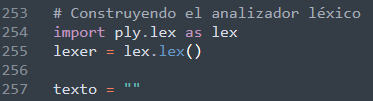 253 # Construyendo el analizador léxico
254 import ply.lex as lex
255 lexer = lex.lex()
256
257 texto = ""